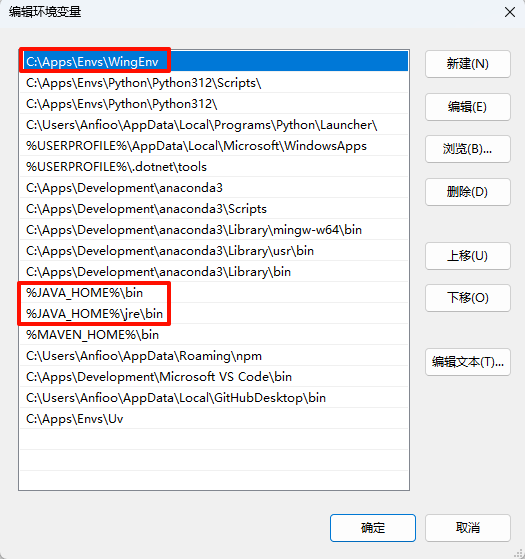 编辑环境变量
C:\Apps\Envs\WingEnv
C:\Apps\Envs\Python\Python312\Scripts\
C:\Apps\Envs\Python\Python312\
C:\Users\Anfioo\AppData\Local\Programs\Python\Launcher\
%USERPROFILE%\AppData\Local\Microsoft\WindowsApps
%USERPROFILE%\.dotnet\tools
C:\Apps\Development\anaconda3
C:\Apps\Development\anaconda3\Scripts
C:\Apps\Development\anaconda3\Library\mingw-w64\bin
C:\Apps\Development\anaconda3\Library\usr\bin
C:\Apps\Development\anaconda3\Library\bin
%JAVA_HOME%\bin
%JAVA_HOME%\jre\bin
%MAVEN_HOME%\bin
C:\Users\Anfioo\AppData\Roaming\npm
C:\Apps\Development\Microsoft VS Code\bin
C:\Users\Anfioo\AppData\Local\GitHubDesktop\bin
C:\Apps\Envs\Uv
新建(N)
编辑(E)
浏览(B)...
删除(D)
上移(U)
下移(O)
编辑文本(T)...
确定
取消